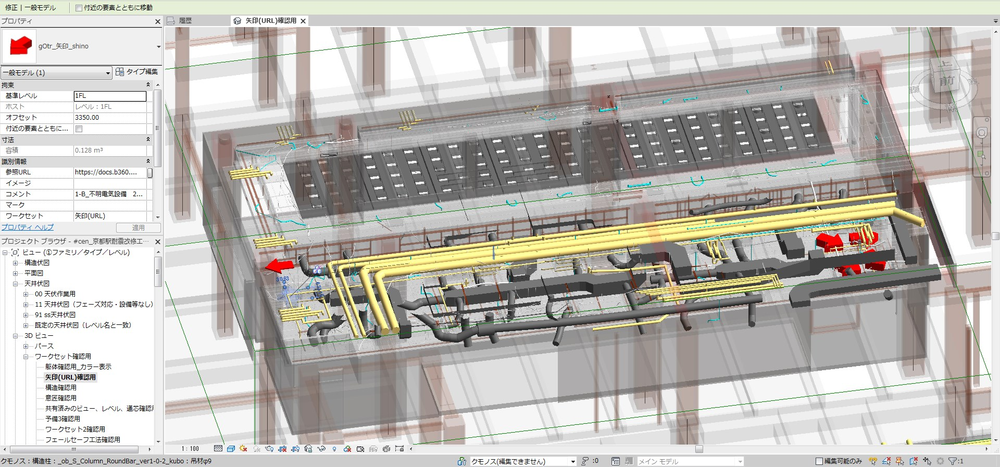 修正 | 一般モデル
付近の要素とともに移動
プロパティ
gOtr_矢印_shino
一般モデル (1)
タイプ編集
拘束
基準レベル 1FL
ホスト レベル : 1FL
オフセット 3350.00
付近の要素とともに...
寸法
容積 0.128 m³
識別情報
参照URL https://docs.b360....
イメージ
コメント 1-B_不明電気設備 2...
マーク
ワークセット 矢印(URL)
プロパティ ヘルプ
適用
プロジェクト ブラウザ - #cen_京都駅耐震改修工...
ビュー (①ファミリ／タイプ／レベル)
構造伏図
平面図
天井伏図
00 天伏作業用
11 天井伏図（フェーズ対応・設備等なし）
91 ss天井伏図
既定の天井伏図（レベル名と一致）
3D ビュー
パース
ワークセット確認用
躯体確認用_カラー表示
矢印(URL)確認用
構造確認用
意匠確認用
共有済みのビュー、レベル、通芯確認用
予備3確認用
ワークセット2確認用
フェールセーフ工法確認用
履歴
矢印(URL)確認用
上
前
南
1 : 100
クモノス : 構造柱 : _ob_S_Column_RoundBar_ver1-0-2_kubo : 吊材φ9
クモノス(編集できません)
:0
メイン モデル
編集可能のみ
:1